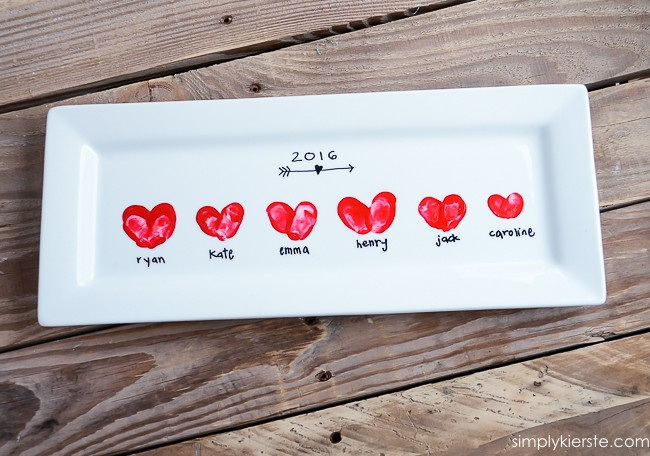 2016
ryan kate emma henry jack caroline
simplykierste.com